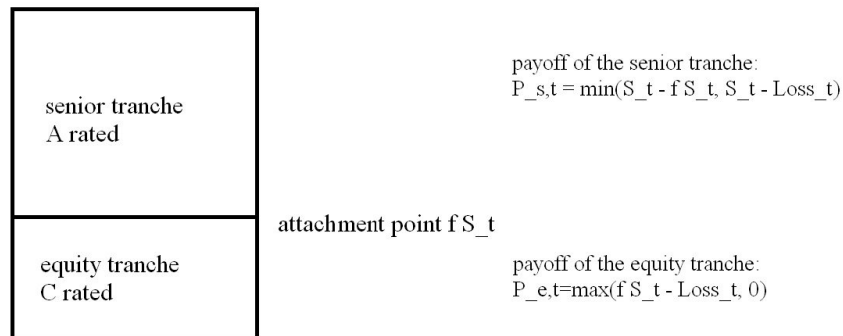 senior tranche
A rated
payoff of the senior tranche:
P_s,t = min(S_t - f S_t, S_t - Loss_t)
attachment point f S_t
equity tranche
C rated
payoff of the equity tranche:
P_e,t=max(f S_t - Loss_t, 0)